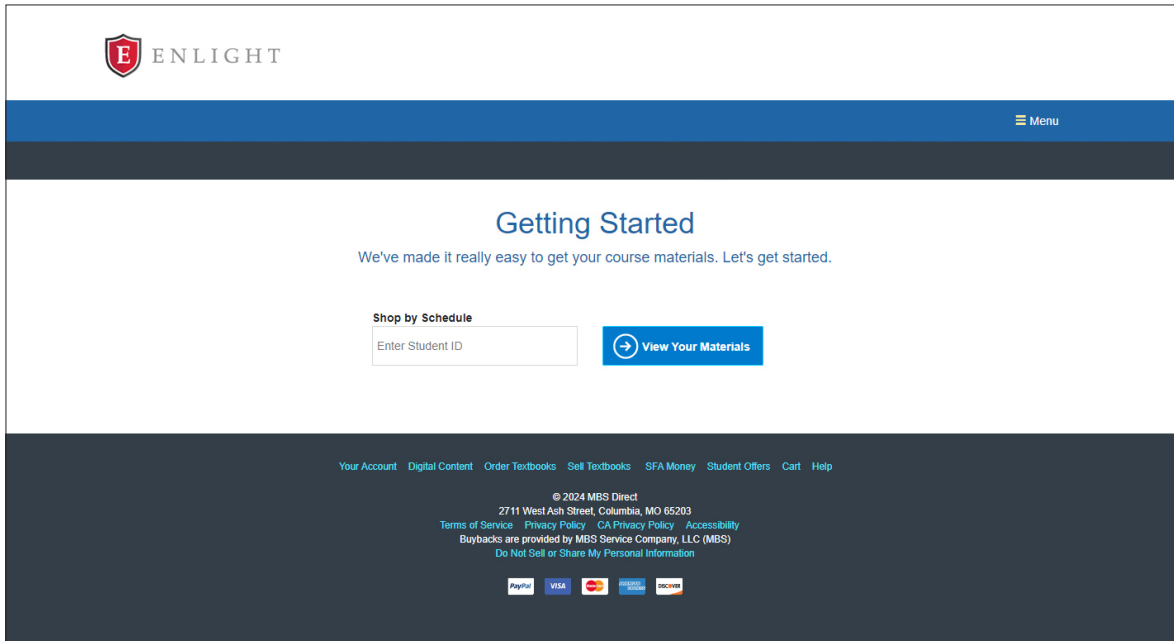 E ENLIGHT
Menu
Getting Started
We've made it really easy to get your course materials. Let's get started.
Shop by Schedule
Enter Student ID
View Your Materials
Your Account Digital Content Order Textbooks Sell Textbooks SFA Money Student Offers Cart Help
© 2024 MBS Direct
2711 West Ash Street, Columbia, MO 65203
Terms of Service Privacy Policy CA Privacy Policy Accessibility
Buybacks are provided by MBS Service Company, LLC (MBS)
Do Not Sell or Share My Personal Information
PayPal VISA DISCOVER